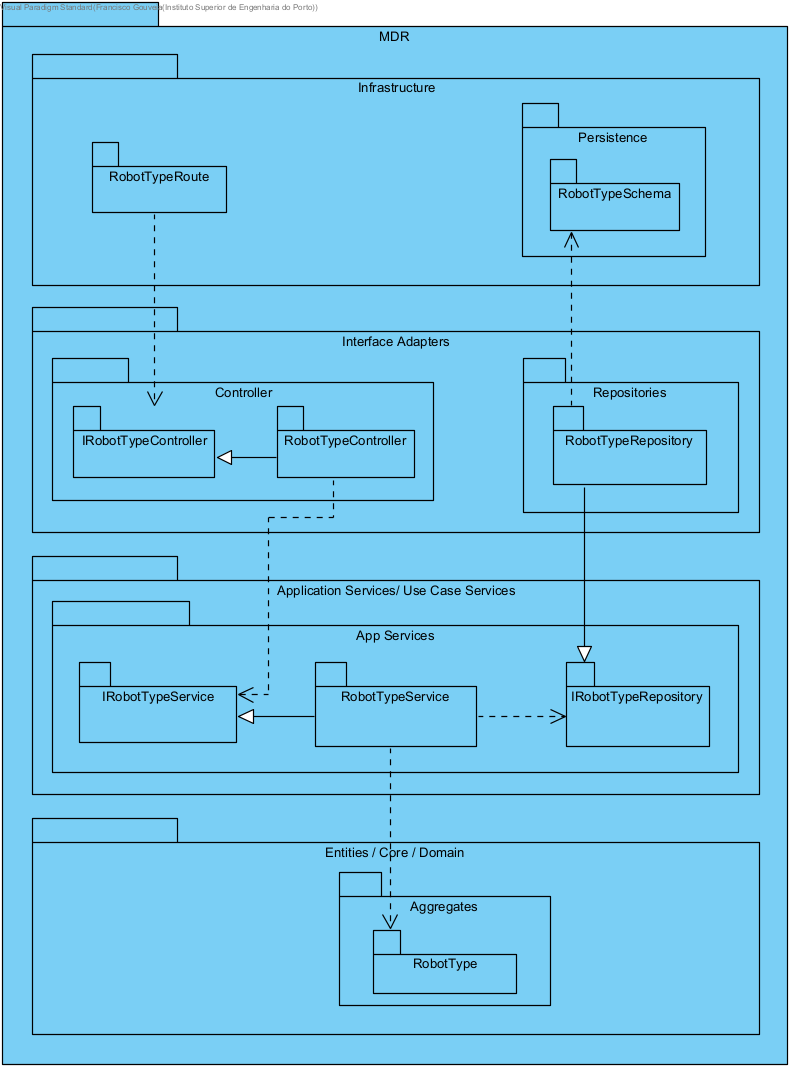 Visual Paradigm Standard(Francisco Gouveia(Instituto Superior de Engenharia do Porto))
MDR
Infrastructure
Persistence
RobotTypeRoute
RobotTypeSchema
Interface Adapters
Controller
Repositories
IRobotTypeController
RobotTypeController
RobotTypeRepository
Application Services/ Use Case Services
App Services
IRobotTypeService
RobotTypeService
IRobotTypeRepository
Entities / Core / Domain
Aggregates
RobotType